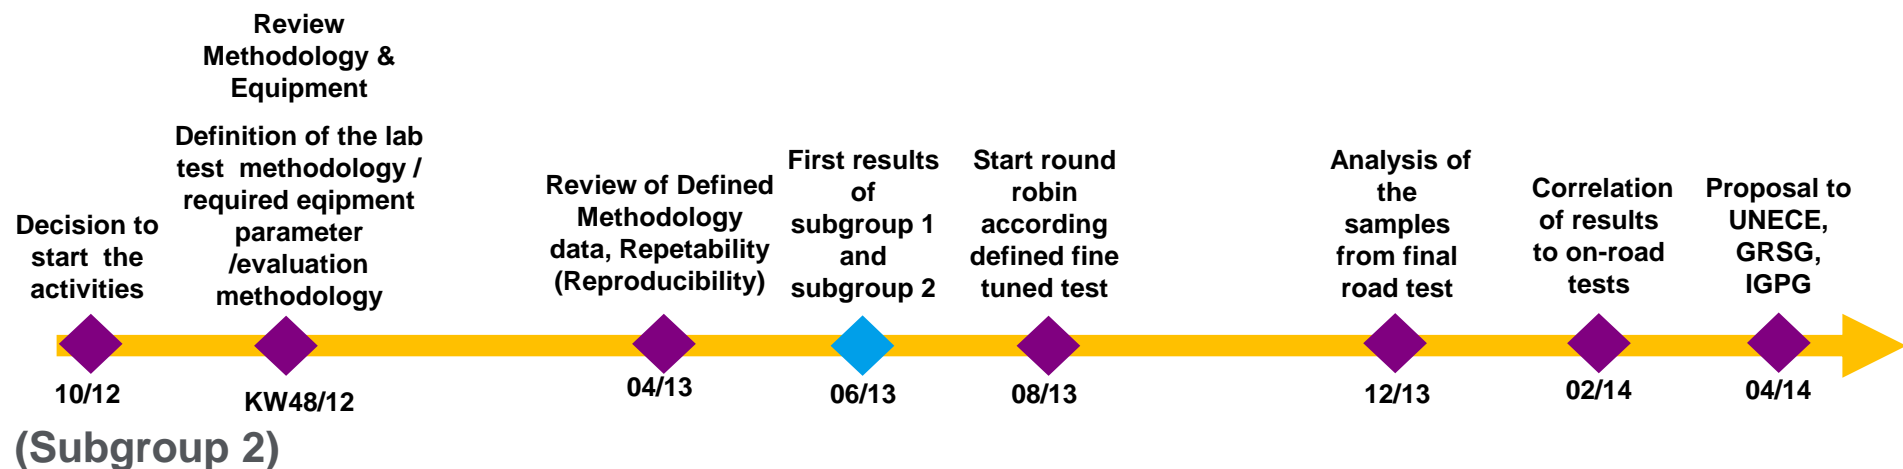 Review
Methodology &
Equipment
Decision to
start the
activities
Definition of the lab
test methodology /
required eqipment
parameter
/evaluation
methodology
Review of Defined
Methodology
data, Repetability
(Reproducibility)
First results
of
subgroup 1
and
subgroup 2
Start round
robin
according
defined fine
tuned test
Analysis of
the
samples
from final
road test
Correlation
of results
to on-road
tests
Proposal to
UNECE,
GRSG,
IGPG
10/12
KW48/12
04/13
06/13
08/13
12/13
02/14
04/14
(Subgroup 2)